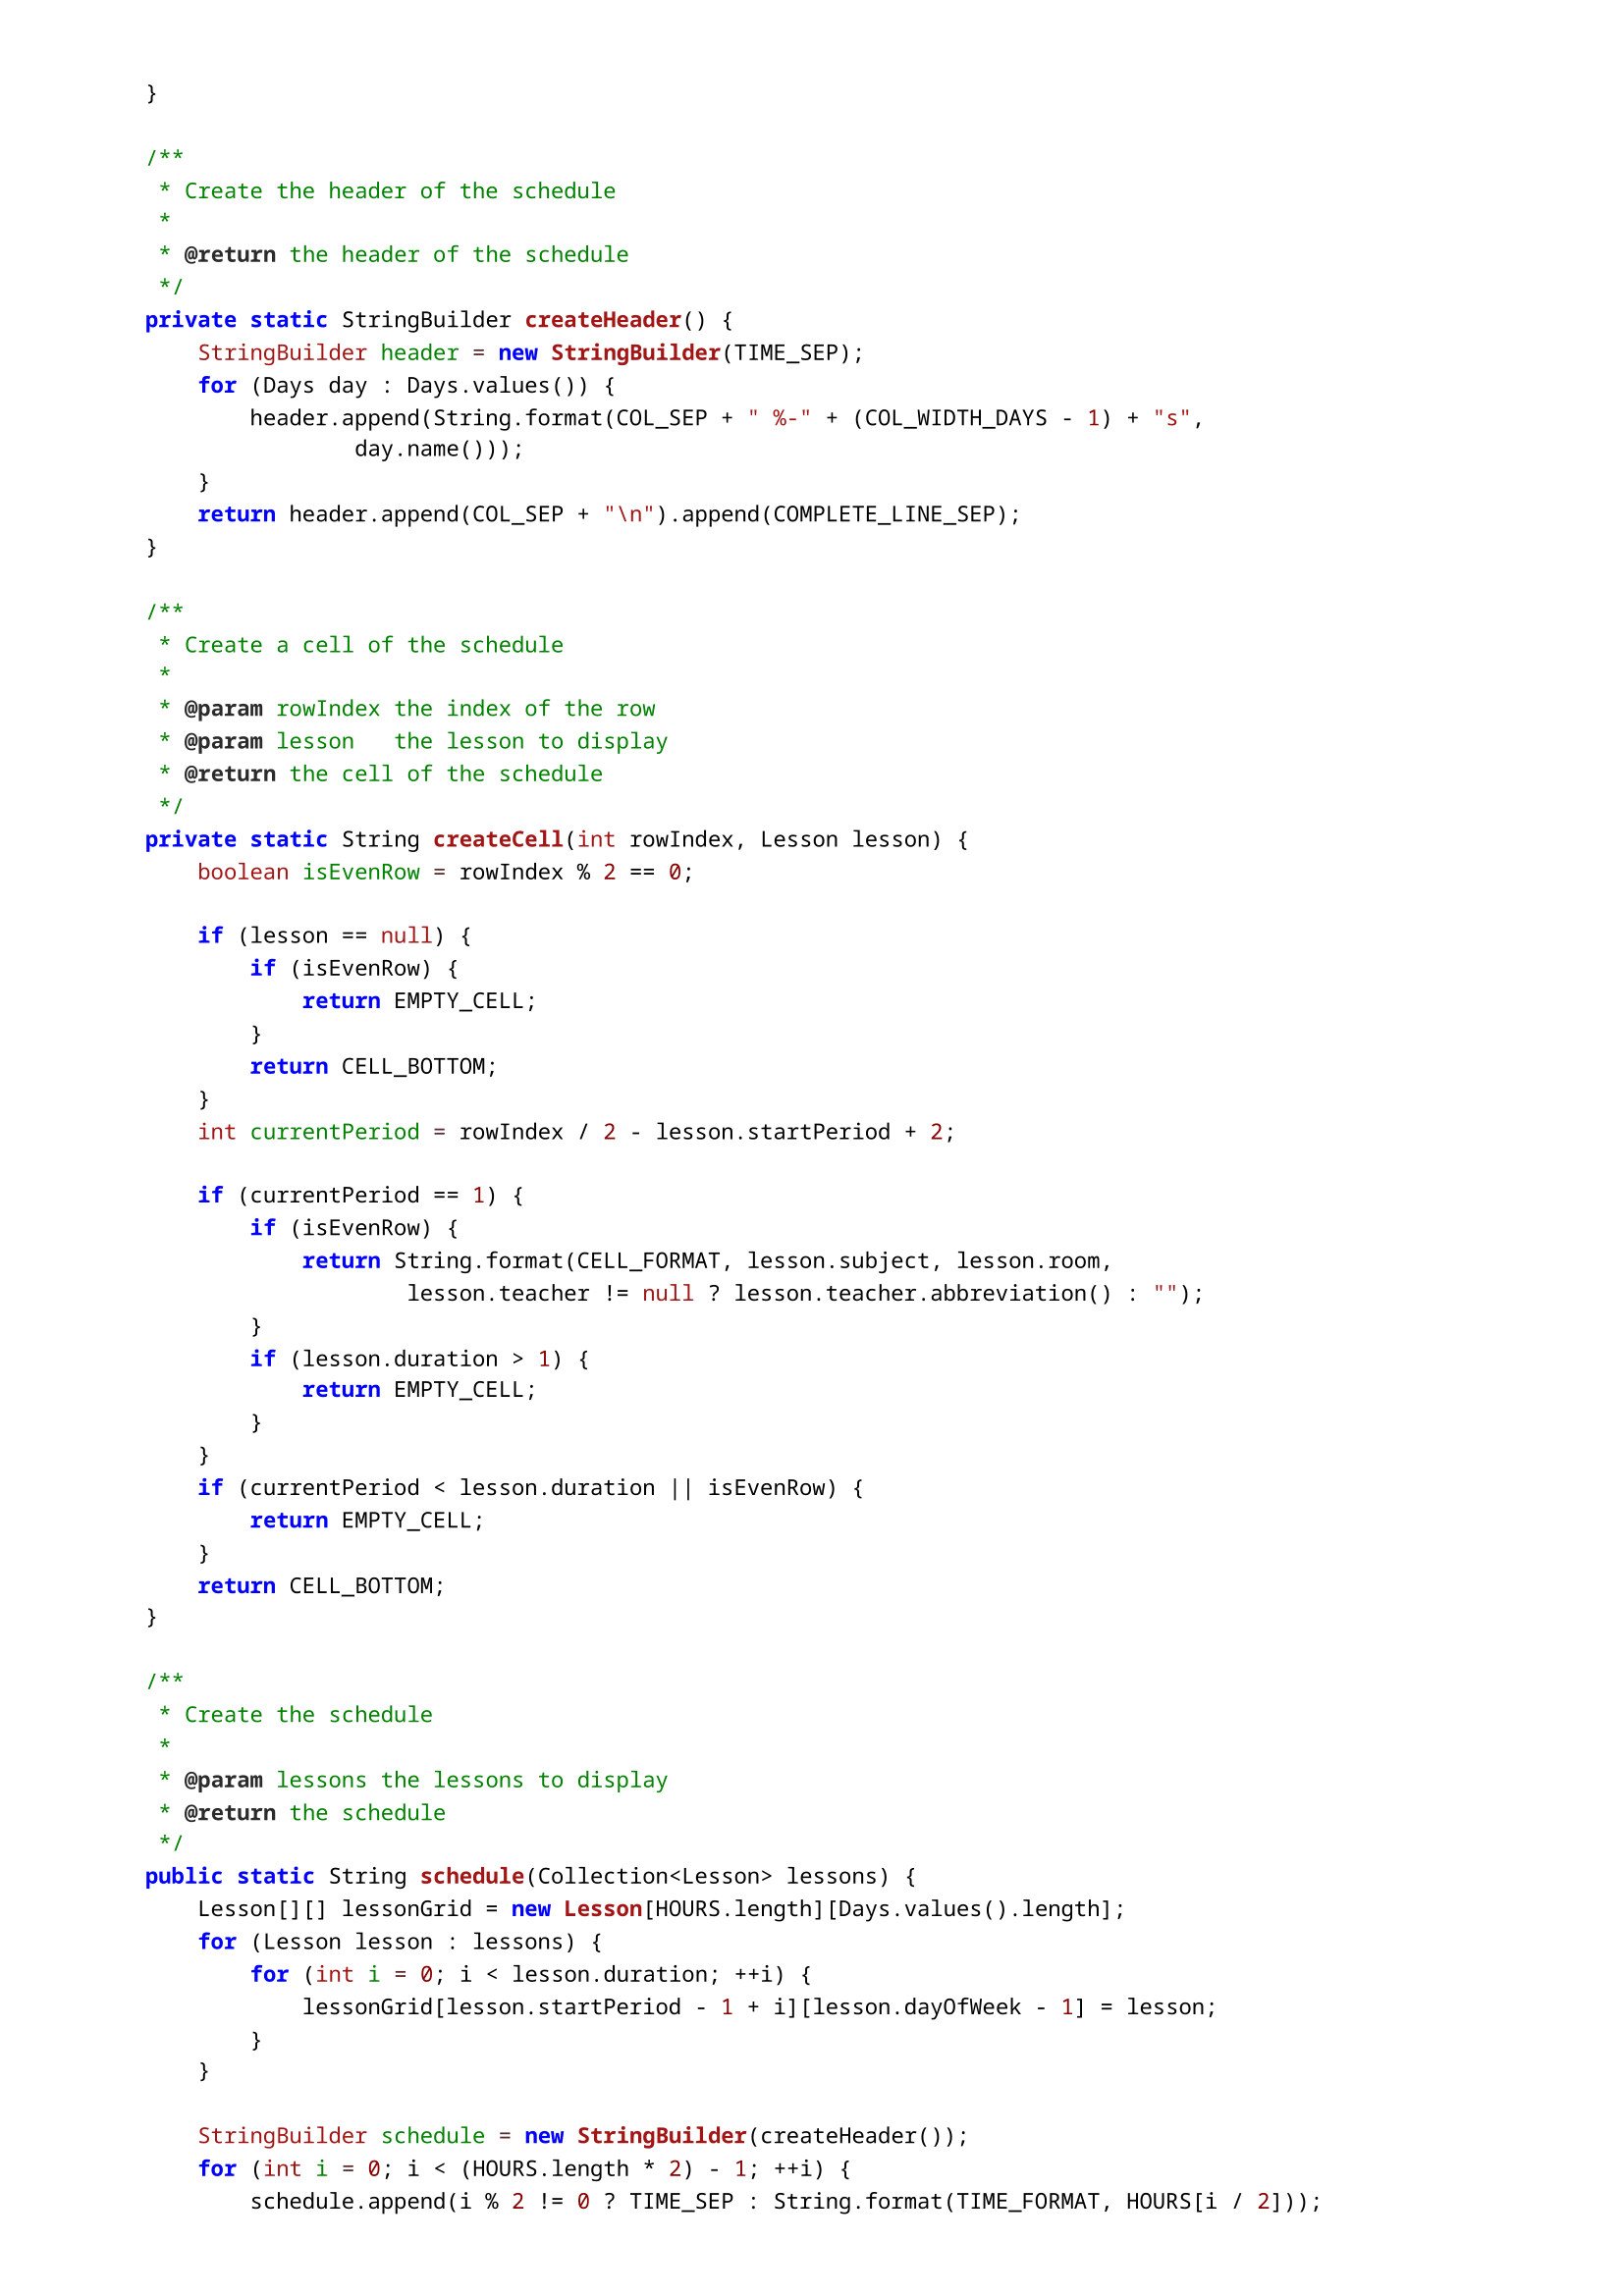 }

/**
 * Create the header of the schedule
 *
 * @return the header of the schedule
 */
private static StringBuilder createHeader() {
    StringBuilder header = new StringBuilder(TIME_SEP);
    for (Days day : Days.values()) {
        header.append(String.format(COL_SEP + " %-" + (COL_WIDTH_DAYS - 1) + "s",
                day.name()));
    }
    return header.append(COL_SEP + "\n").append(COMPLETE_LINE_SEP);
}

/**
 * Create a cell of the schedule
 *
 * @param rowIndex the index of the row
 * @param lesson   the lesson to display
 * @return the cell of the schedule
 */
private static String createCell(int rowIndex, Lesson lesson) {
    boolean isEvenRow = rowIndex % 2 == 0;

    if (lesson == null) {
        if (isEvenRow) {
            return EMPTY_CELL;
        }
        return CELL_BOTTOM;
    }
    int currentPeriod = rowIndex / 2 - lesson.startPeriod + 2;

    if (currentPeriod == 1) {
        if (isEvenRow) {
            return String.format(CELL_FORMAT, lesson.subject, lesson.room,
                    lesson.teacher != null ? lesson.teacher.abbreviation() : "");
        }
        if (lesson.duration > 1) {
            return EMPTY_CELL;
        }
    }
    if (currentPeriod < lesson.duration || isEvenRow) {
        return EMPTY_CELL;
    }
    return CELL_BOTTOM;
}

/**
 * Create the schedule
 *
 * @param lessons the lessons to display
 * @return the schedule
 */
public static String schedule(Collection<Lesson> lessons) {
    Lesson[][] lessonGrid = new Lesson[HOURS.length][Days.values().length];
    for (Lesson lesson : lessons) {
        for (int i = 0; i < lesson.duration; ++i) {
            lessonGrid[lesson.startPeriod - 1 + i][lesson.dayOfWeek - 1] = lesson;
        }
    }

    StringBuilder schedule = new StringBuilder(createHeader());
    for (int i = 0; i < (HOURS.length * 2) - 1; ++i) {
        schedule.append(i % 2 != 0 ? TIME_SEP : String.format(TIME_FORMAT, HOURS[i / 2]));